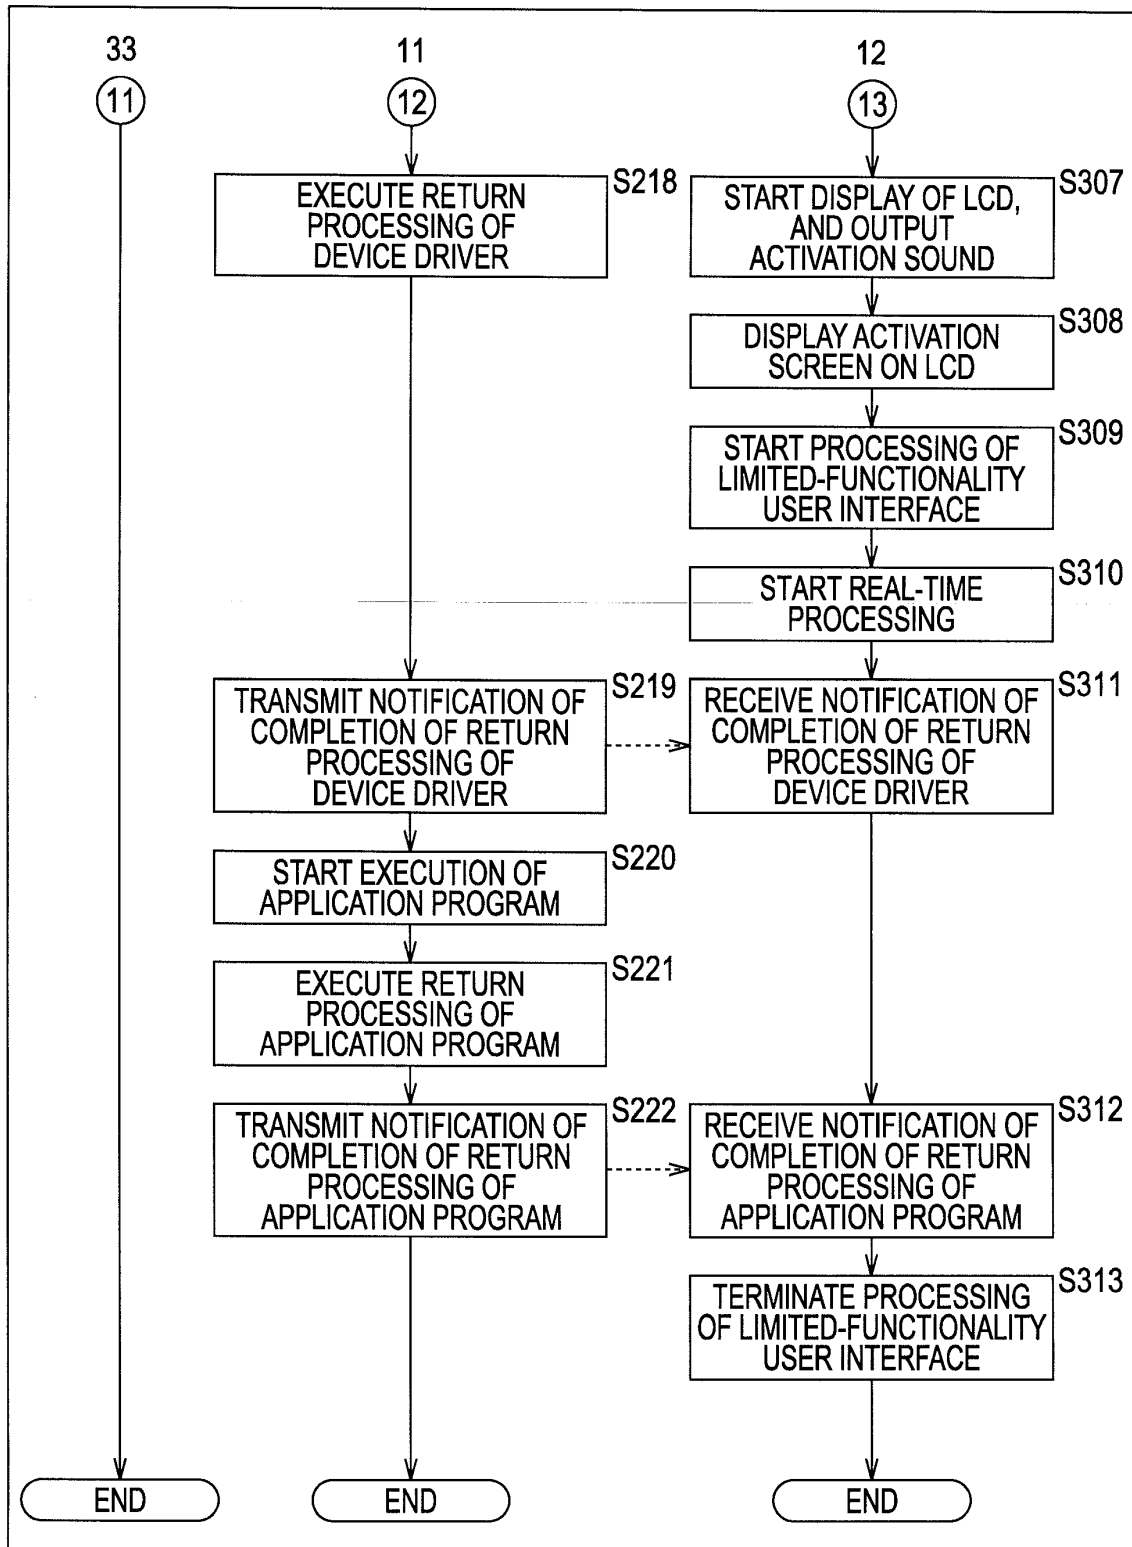 33
11
12
11
12
13
EXECUTE RETURN
PROCESSING OF
DEVICE DRIVER
S218
START DISPLAY OF LCD,
AND OUTPUT
ACTIVATION SOUND
S307
DISPLAY ACTIVATION
SCREEN ON LCD
S308
START PROCESSING OF
LIMITED-FUNCTIONALITY
USER INTERFACE
S309
START REAL-TIME
PROCESSING
S310
TRANSMIT NOTIFICATION OF
COMPLETION OF RETURN
PROCESSING OF
DEVICE DRIVER
S219
RECEIVE NOTIFICATION OF
COMPLETION OF RETURN
PROCESSING OF
DEVICE DRIVER
S311
START EXECUTION OF
APPLICATION PROGRAM
S220
EXECUTE RETURN
PROCESSING OF
APPLICATION PROGRAM
S221
TRANSMIT NOTIFICATION OF
COMPLETION OF RETURN
PROCESSING OF
APPLICATION PROGRAM
S222
RECEIVE NOTIFICATION OF
COMPLETION OF RETURN
PROCESSING OF
APPLICATION PROGRAM
S312
TERMINATE PROCESSING
OF LIMITED-FUNCTIONALITY
USER INTERFACE
S313
END
END
END